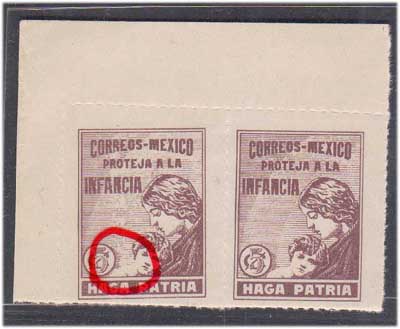 CORREOS-MEXICO
PROTEJA A LA
INFANCIA
HAGA PATRIA
CORREOS-MEXICO
PROTEJA A LA
INFANCIA
HAGA PATRIA